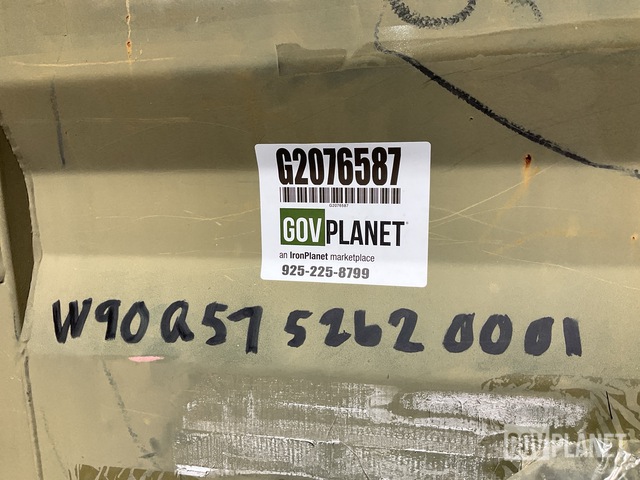 G2076587
G2076587
GOVPLANET
an IronPlanet marketplace
925-225-8799
W90Q57 5262 0001
GOVPLANET